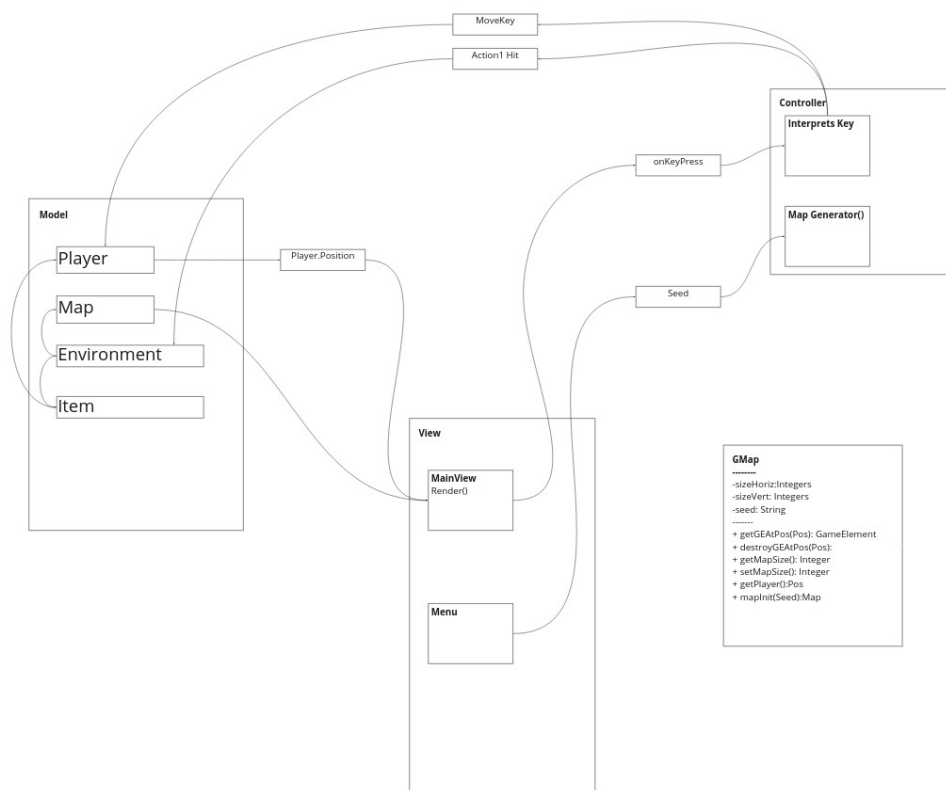 MoveKey
Action1 Hit
Controller
Interprets Key
onKeyPress
Map Generator()
Model
Player
Player.Position
Map
Seed
Environment
Item
View
MainView
Render()
Menu
GMap
--------
-sizeHoriz:Integers
-sizeVert: Integers
-seed: String
-------
+ getGEAtPos(Pos): GameElement
+ destroyGEAtPos(Pos):
+ getMapSize(): Integer
+ setMapSize(): Integer
+ getPlayer():Pos
+ mapInit(Seed):Map